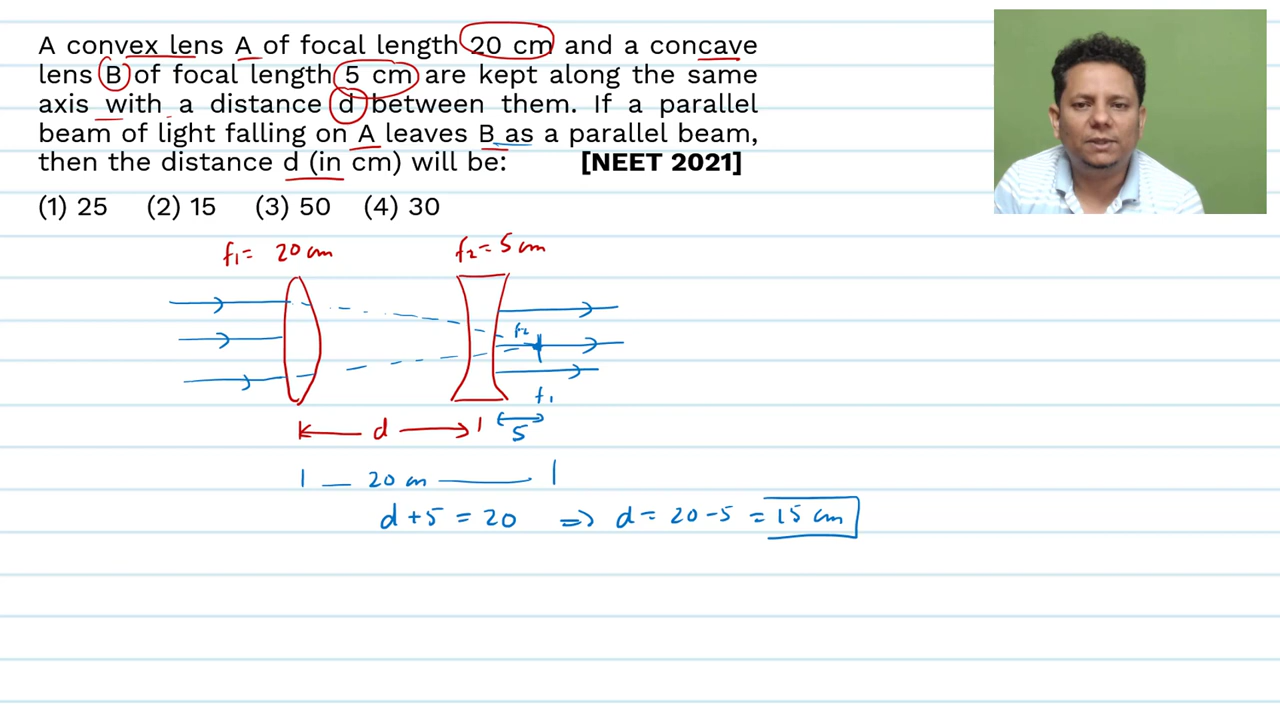 A convex lens A of focal length 20 cm and a concave
lens B of focal length 5 cm are kept along the same
axis with a distance d between them. If a parallel
beam of light falling on A leaves B as a parallel beam,
then the distance d (in cm) will be: [NEET 2021]
(1) 25 (2) 15 (3) 50 (4) 30
f₁ = 20 cm f₂ = 5 cm
f₂
f₁
d 5
20 cm
d + 5 = 20 ⇒ d = 20 - 5 = 15 cm